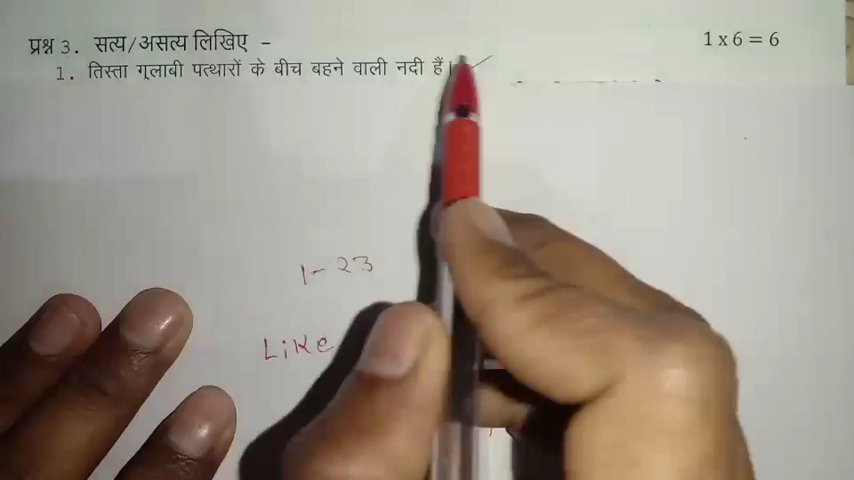 प्रश्न 3. सत्य/असत्य लिखिए - 1 x 6 = 6
1. तिस्ता गूलाबी पत्थारों के बीच बहने वाली नदी हैं।
1- 23
Like